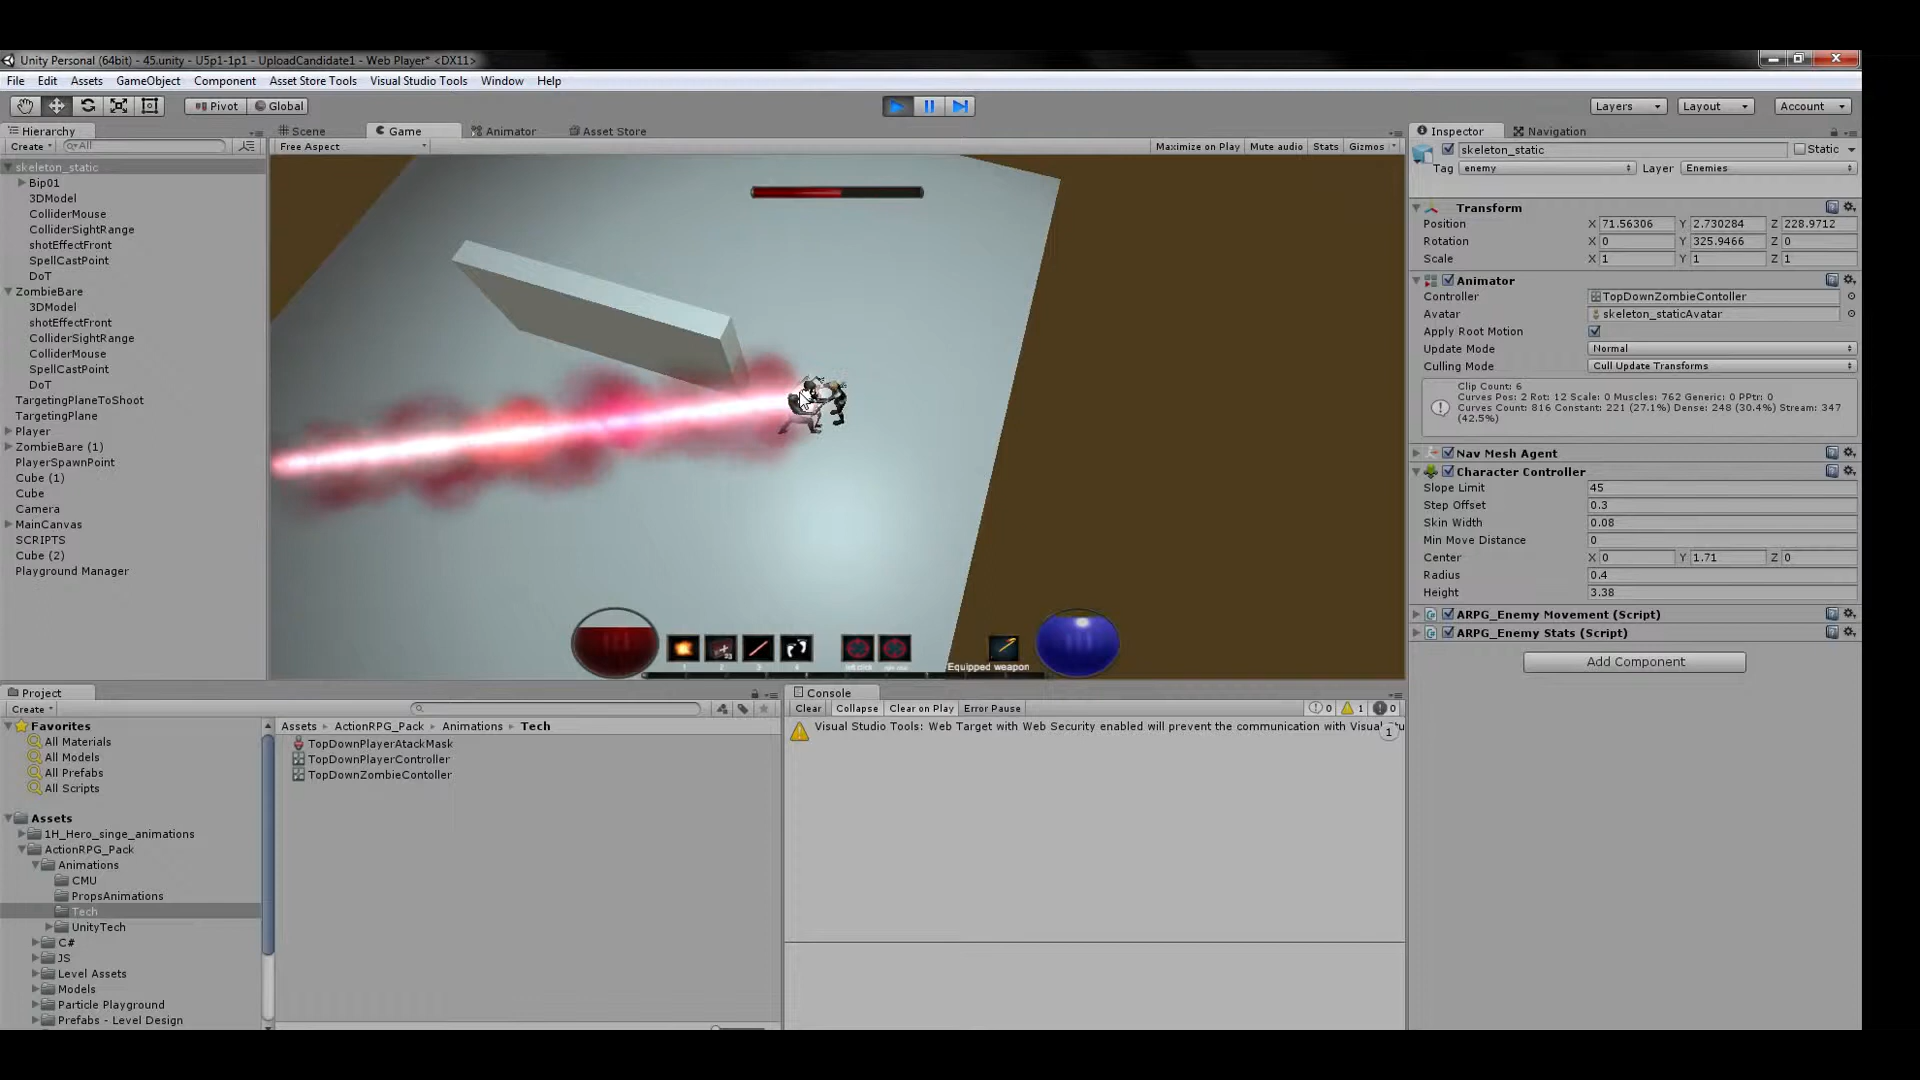 Unity Personal (64bit) - 45.unity - U5p1-1p1 - UploadCandidate1 - Web Player* <DX11>
File Edit Assets GameObject Component Asset Store Tools Visual Studio Tools Window Help
Pivot Global Layers Layout Account
Hierarchy
Create All
skeleton_static
Bip01
3DModel
ColliderMouse
ColliderSightRange
shotEffectFront
SpellCastPoint
DoT
ZombieBare
3DModel
shotEffectFront
ColliderSightRange
ColliderMouse
SpellCastPoint
DoT
TargetingPlaneToShoot
TargetingPlane
Player
ZombieBare (1)
PlayerSpawnPoint
Cube (1)
Cube
Camera
MainCanvas
SCRIPTS
Cube (2)
Playground Manager
Scene Game Animator Asset Store
Free Aspect Maximize on Play Mute audio Stats Gizmos
23
1 2 3 4 left click
Equipped weapon
Inspector Navigation
skeleton_static Static
Tag enemy Layer Enemies
Transform
Position X 71.56306 Y 2.730284 Z 228.9712
Rotation X 0 Y 325.9466 Z 0
Scale X 1 Y 1 Z 1
Animator
Controller TopDownZombieContoller
Avatar skeleton_staticAvatar
Apply Root Motion
Update Mode Normal
Culling Mode Cull Update Transforms
Clip Count: 6
Curves Pos: 2 Rot: 12 Scale: 0 Muscles: 762 Generic: 0 PPtr: 0
Curves Count: 816 Constant: 221 (27.1%) Dense: 248 (30.4%) Stream: 347
(42.5%)
Nav Mesh Agent
Character Controller
Slope Limit 45
Step Offset 0.3
Skin Width 0.08
Min Move Distance 0
Center X 0 Y 1.71 Z 0
Radius 0.4
Height 3.38
ARPG_Enemy Movement (Script)
ARPG_Enemy Stats (Script)
Add Component
Project
Create
Favorites
All Materials
All Models
All Prefabs
All Scripts
Assets
1H_Hero_singe_animations
ActionRPG_Pack
Animations
CMU
PropsAnimations
Tech
UnityTech
C#
JS
Level Assets
Models
Particle Playground
Prefabs - Level Design
Assets ActionRPG_Pack Animations Tech
TopDownPlayerAtackMask
TopDownPlayerController
TopDownZombieContoller
Console
Clear Collapse Clear on Play Error Pause 0 1 0
Visual Studio Tools: Web Target with Web Security enabled will prevent the communication with Visual 1